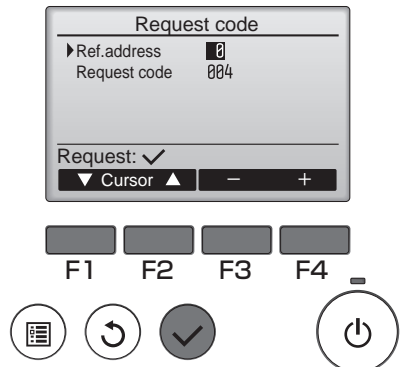 Request code
Ref.address 0
Request code 004
Request: ✓
▼ Cursor ▲ − +
F1 F2 F3 F4